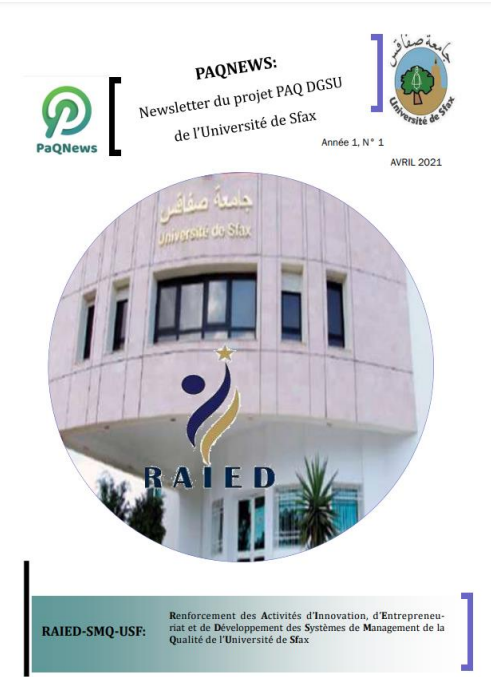 PAQNEWS:
Newsletter du projet PAQ DGSU
de l'Université de Sfax
PaQNews
جامعة صفاقس
Université de Sfax
Année 1, N° 1
AVRIL 2021
جامعة صفاقس
Université de Sfax
RAIED
RAIED-SMQ-USF:
Renforcement des Activités d'Innovation, d'Entrepreneu-
riat et de Développement des Systèmes de Management de la
Qualité de l'Université de Sfax